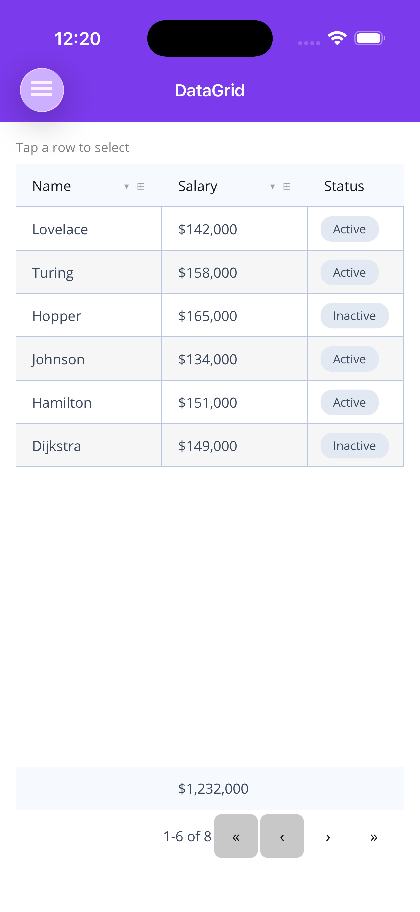 12:20
DataGrid
Tap a row to select
Name Salary Status
Lovelace $142,000 Active
Turing $158,000 Active
Hopper $165,000 Inactive
Johnson $134,000 Active
Hamilton $151,000 Active
Dijkstra $149,000 Inactive
$1,232,000
1-6 of 8 « ‹ › »